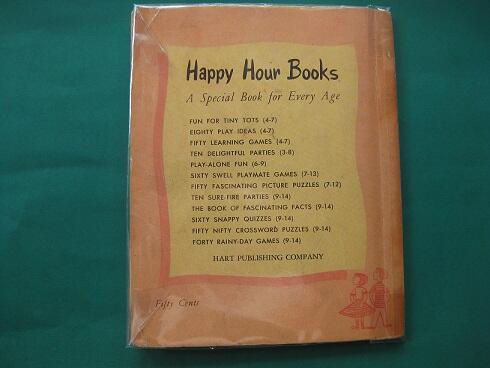 Happy Hour Books
A Special Book for Every Age
FUN FOR TINY TOTS (4-7)
EIGHTY PLAY IDEAS (4-7)
FIFTY LEARNING GAMES (4-7)
TEN DELIGHTFUL PARTIES (3-8)
PLAY-ALONE FUN (6-9)
SIXTY SWELL PLAYMATE GAMES (7-13)
FIFTY FASCINATING PICTURE PUZZLES (7-12)
TEN SURE-FIRE PARTIES (9-14)
THE BOOK OF FASCINATING FACTS (9-14)
SIXTY SNAPPY QUIZZES (9-14)
FIFTY NIFTY CROSSWORD PUZZLES (9-14)
FORTY RAINY-DAY GAMES (9-14)
HART PUBLISHING COMPANY
Fifty Cents